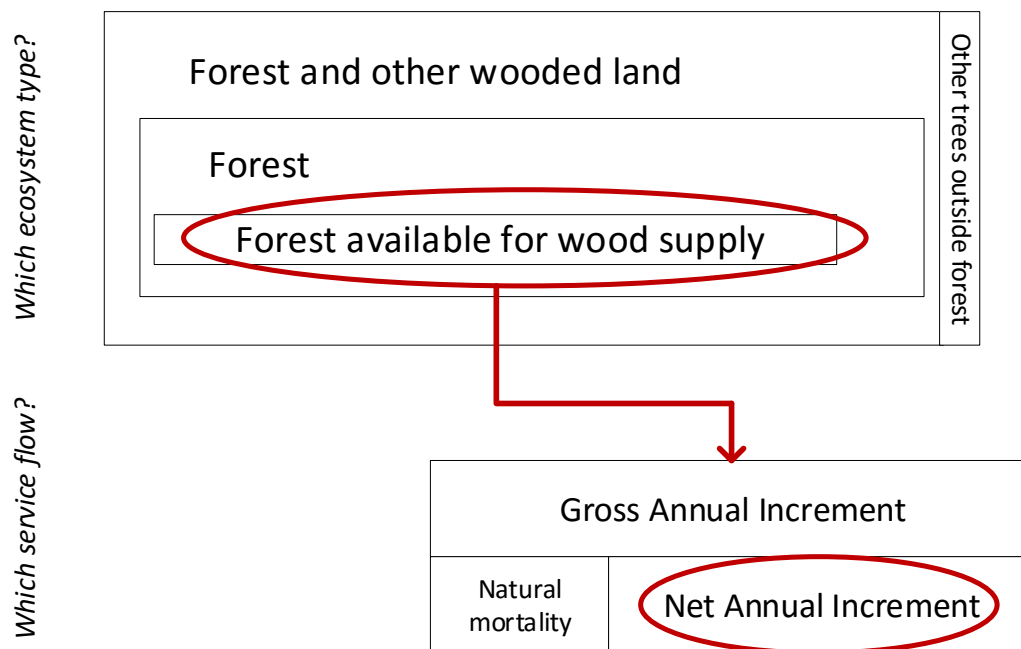 Which ecosystem type?
Forest and other wooded land
Other trees outside forest
Forest
Forest available for wood supply
Which service flow?
Gross Annual Increment
Natural
mortality
Net Annual Increment